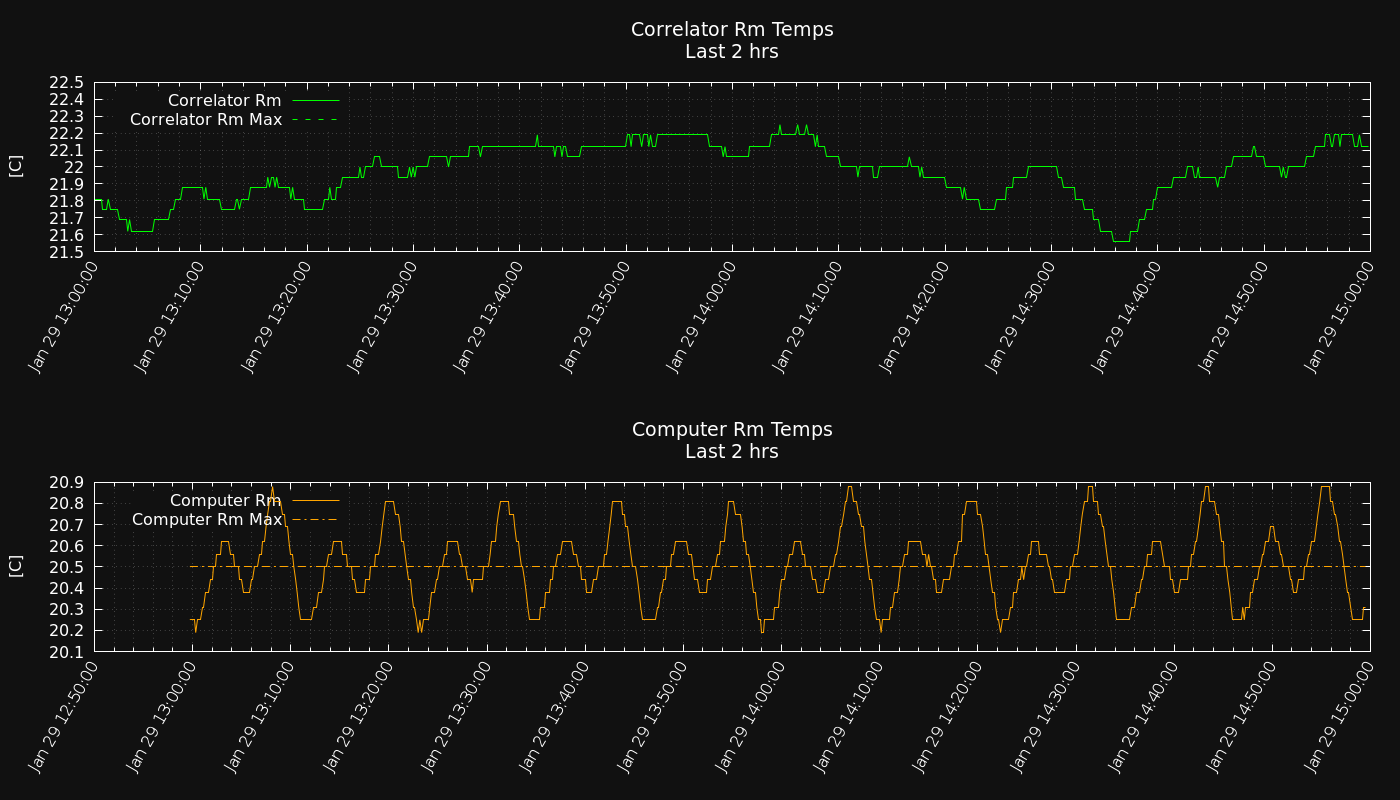 Correlator Rm Temps
Last 2 hrs
22.5
22.4
22.3
22.2
22.1
22
21.9
21.8
21.7
21.6
21.5
[C]
Correlator Rm
Correlator Rm Max
Jan 29 13:00:00
Jan 29 13:10:00
Jan 29 13:20:00
Jan 29 13:30:00
Jan 29 13:40:00
Jan 29 13:50:00
Jan 29 14:00:00
Jan 29 14:10:00
Jan 29 14:20:00
Jan 29 14:30:00
Jan 29 14:40:00
Jan 29 14:50:00
Jan 29 15:00:00
Computer Rm Temps
Last 2 hrs
20.9
20.8
20.7
20.6
20.5
20.4
20.3
20.2
20.1
[C]
Computer Rm
Computer Rm Max
Jan 29 12:50:00
Jan 29 13:00:00
Jan 29 13:10:00
Jan 29 13:20:00
Jan 29 13:30:00
Jan 29 13:40:00
Jan 29 13:50:00
Jan 29 14:00:00
Jan 29 14:10:00
Jan 29 14:20:00
Jan 29 14:30:00
Jan 29 14:40:00
Jan 29 14:50:00
Jan 29 15:00:00